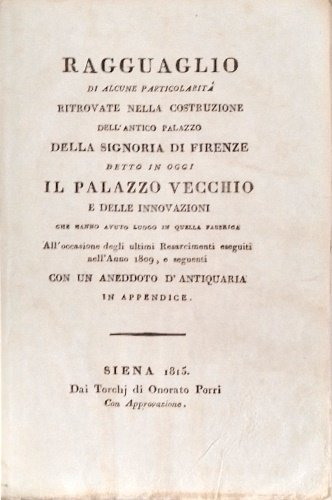 RAGGUAGLIO
DI ALCUNE PARTICOLARITÀ
RITROVATE NELLA COSTRUZIONE
DELL'ANTICO PALAZZO
DELLA SIGNORIA DI FIRENZE
DETTO IN OGGI
IL PALAZZO VECCHIO
E DELLE INNOVAZIONI
CHE HANNO AVUTO LUOGO IN QUELLA FABBRICA
All'occasione degli ultimi Resarcimenti eseguiti
nell'Anno 1809, e seguenti
CON UN ANEDDOTO D'ANTIQUARIA
IN APPENDICE.
SIENA 1815.
Dai Torchj di Onorato Porri
Con Approvazione.